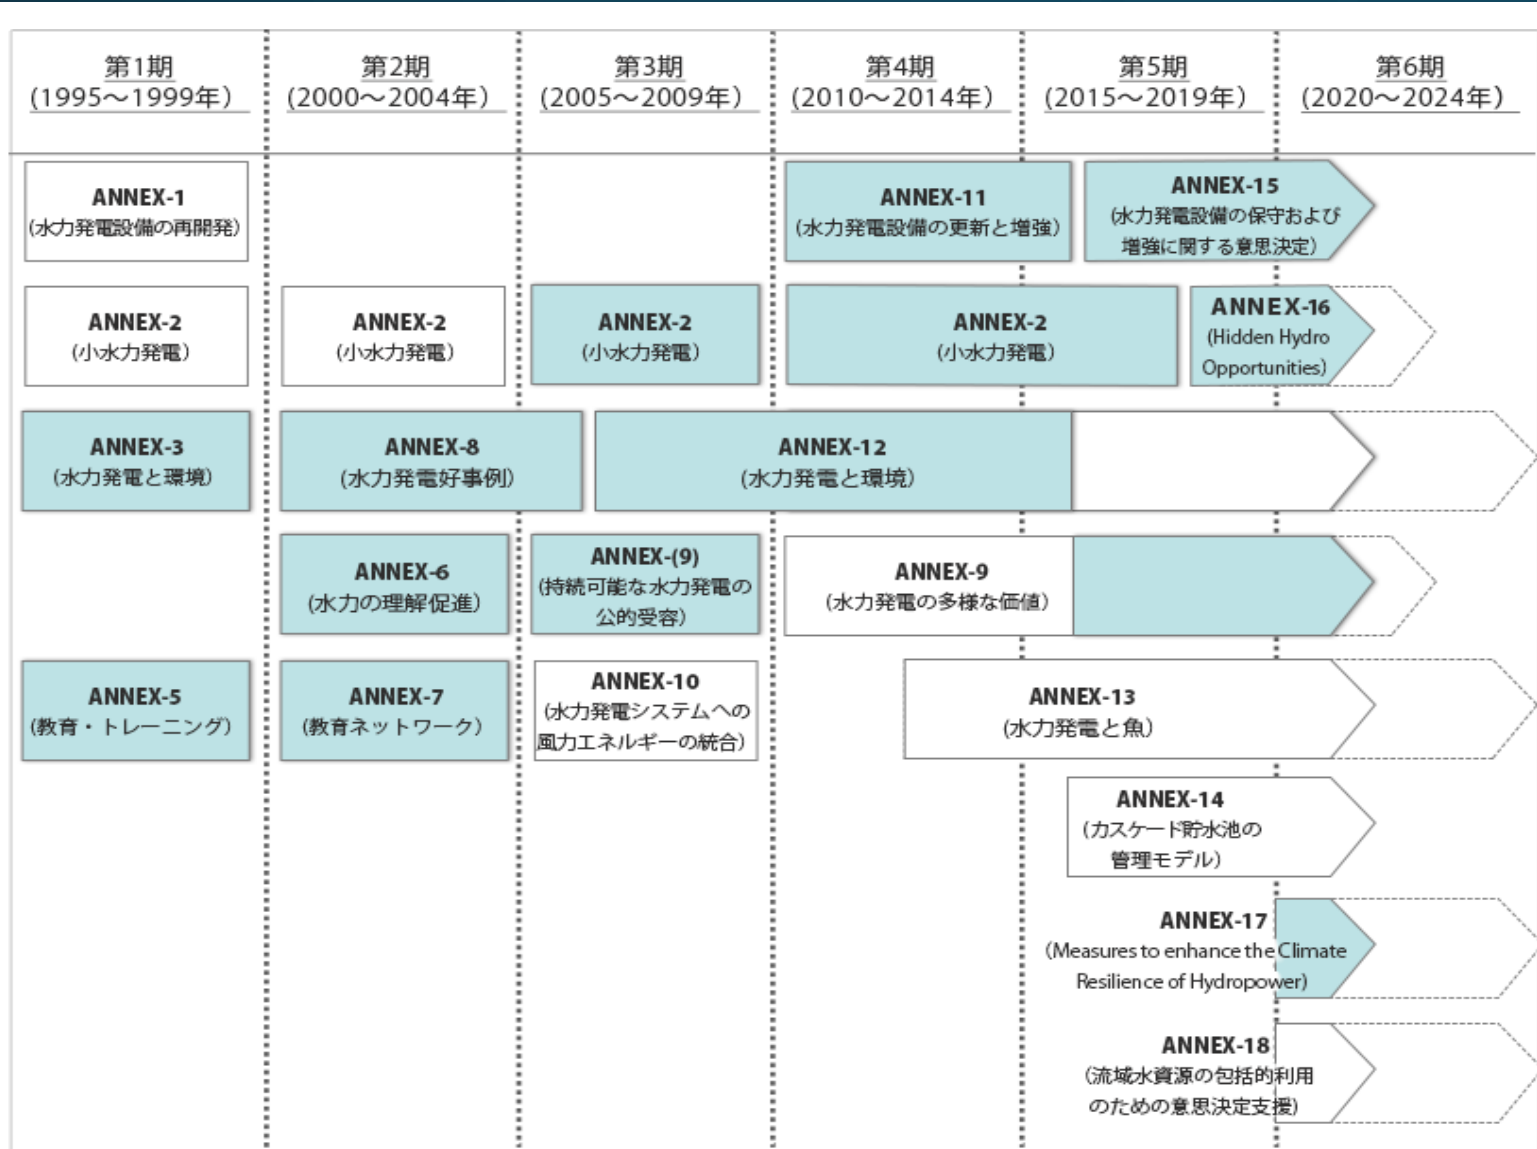 第1期
(1995～1999年)
第2期
(2000～2004年)
第3期
(2005～2009年)
第4期
(2010～2014年)
第5期
(2015～2019年)
第6期
(2020～2024年)
ANNEX-1
(水力発電設備の再開発)
ANNEX-11
(水力発電設備の更新と増強)
ANNEX-15
(水力発電設備の保守および
増強に関する意思決定)
ANNEX-2
(小水力発電)
ANNEX-2
(小水力発電)
ANNEX-2
(小水力発電)
ANNEX-2
(小水力発電)
ANNEX-16
(Hidden Hydro
Opportunities)
ANNEX-3
(水力発電と環境)
ANNEX-8
(水力発電好事例)
ANNEX-12
(水力発電と環境)
ANNEX-6
(水力の理解促進)
ANNEX-(9)
(持続可能な水力発電の
公的受容)
ANNEX-9
(水力発電の多様な価値)
ANNEX-5
(教育・トレーニング)
ANNEX-7
(教育ネットワーク)
ANNEX-10
(水力発電システムへの
風力エネルギーの統合)
ANNEX-13
(水力発電と魚)
ANNEX-14
(カスケード貯水池の
管理モデル)
ANNEX-17
(Measures to enhance the Climate
Resilience of Hydropower)
ANNEX-18
(流域水資源の包括的利用
のための意思決定支援)